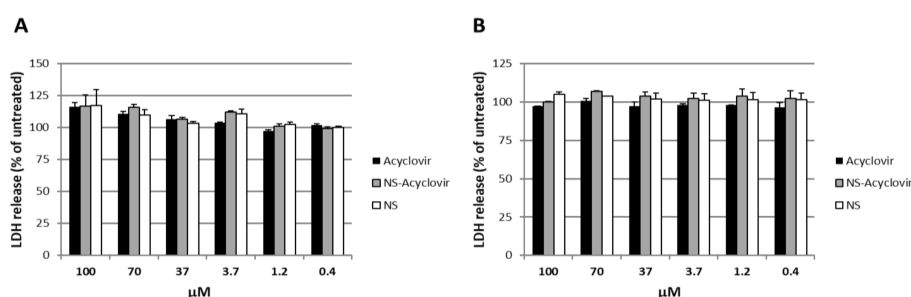 A
LDH release (% of untreated)
150
125
100
75
50
25
0
100 70 37 3.7 1.2 0.4
µM
Acyclovir
NS-Acyclovir
NS
B
LDH release (% of untreated)
125
100
75
50
25
0
100 70 37 3.7 1.2 0.4
µM
Acyclovir
NS-Acyclovir
NS